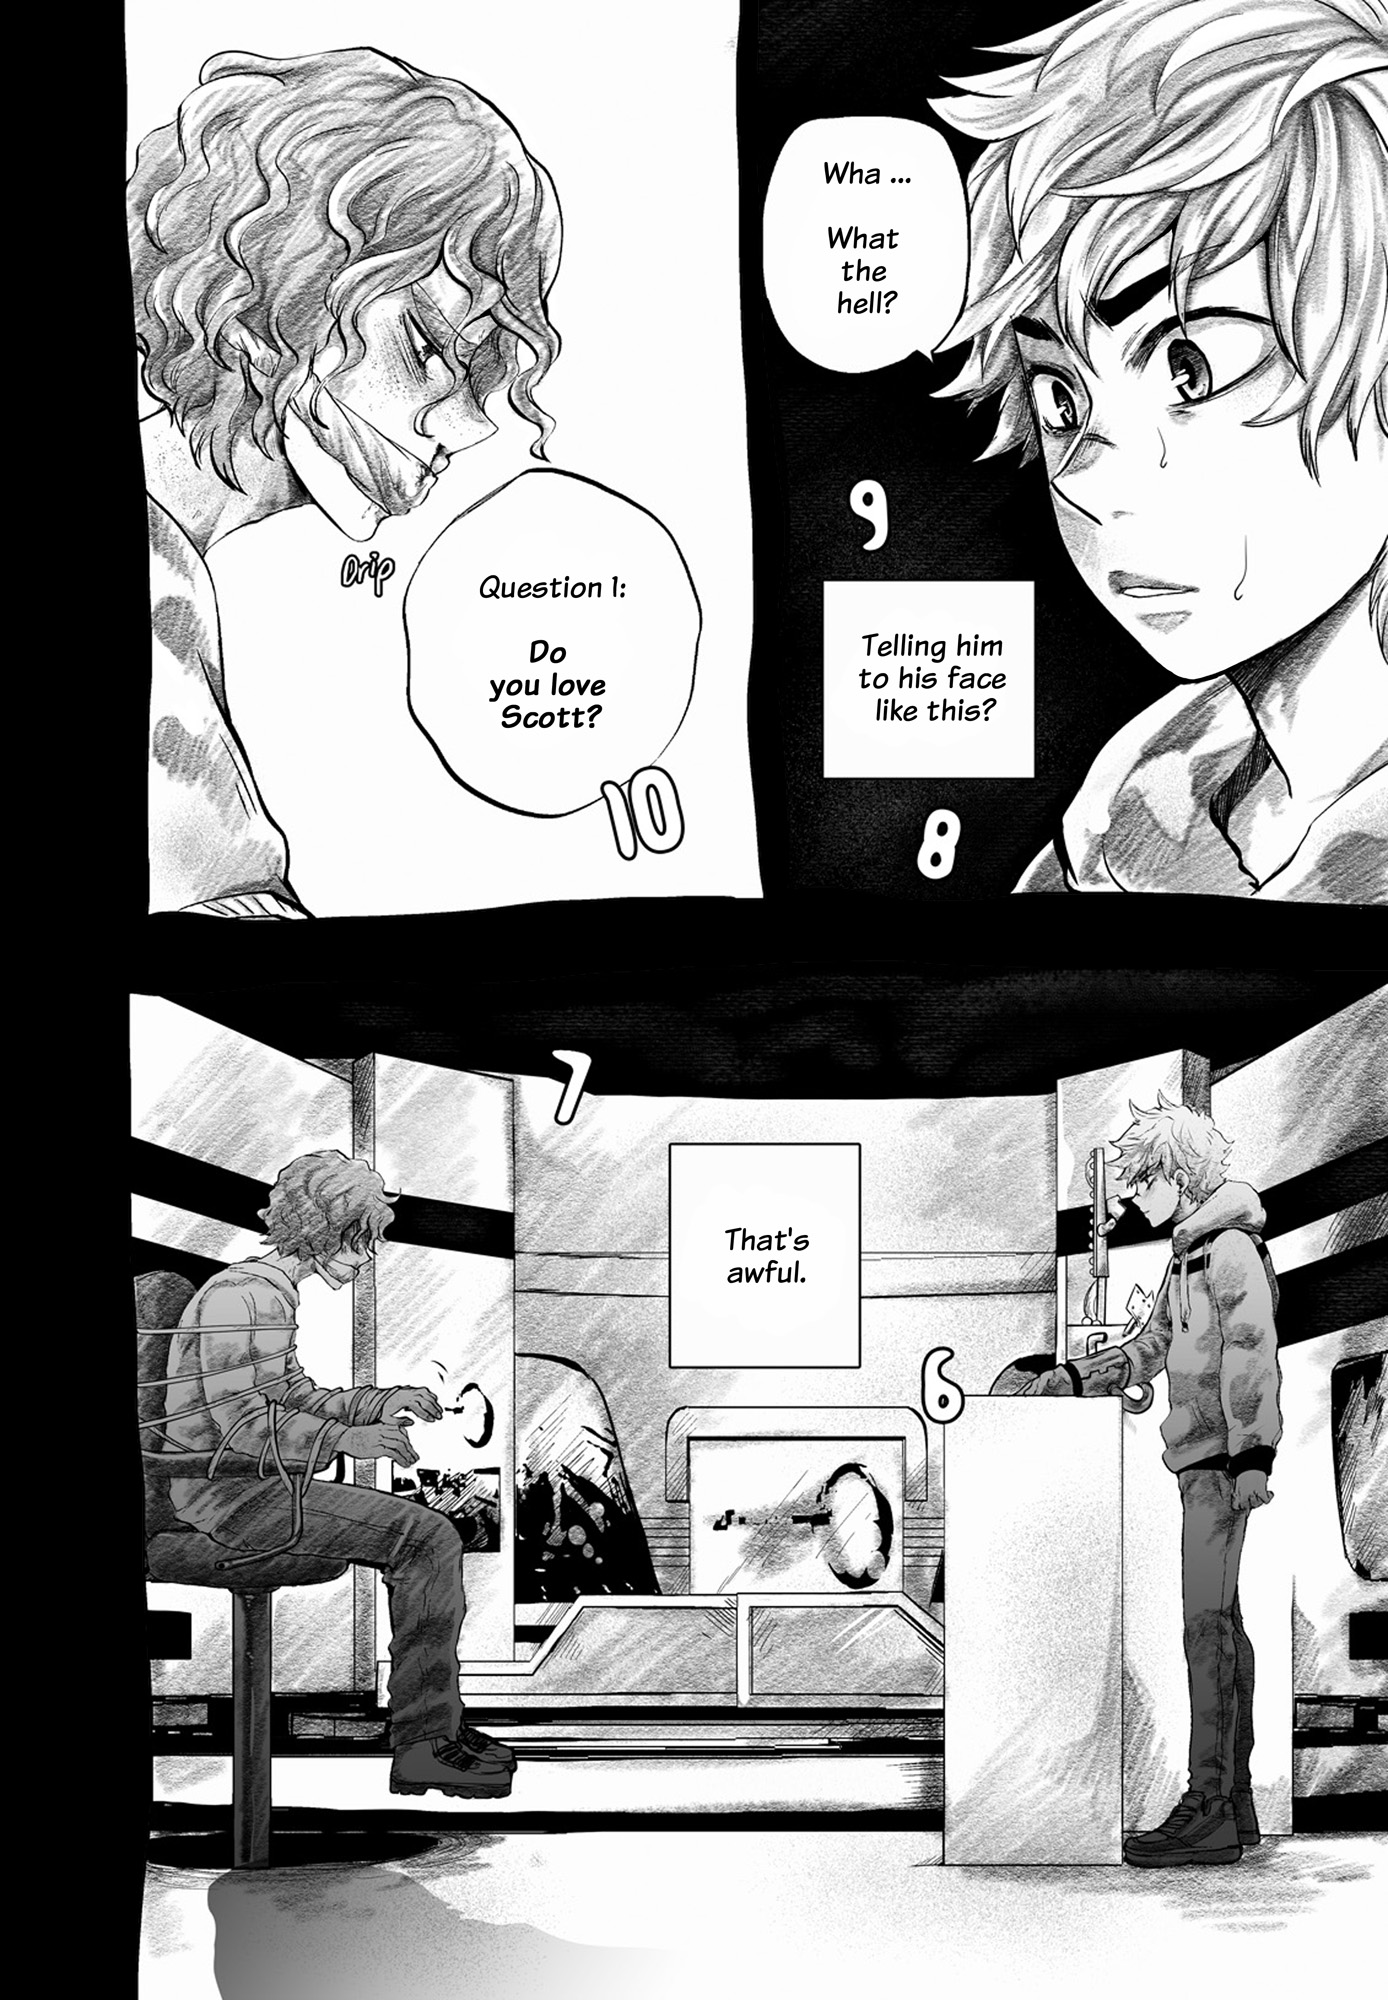 Question 1:
Do
you love
Scott?
Drip
10
Wha ...
What
the
hell?
9
Telling him
to his face
like this?
8
7
That's
awful.
6